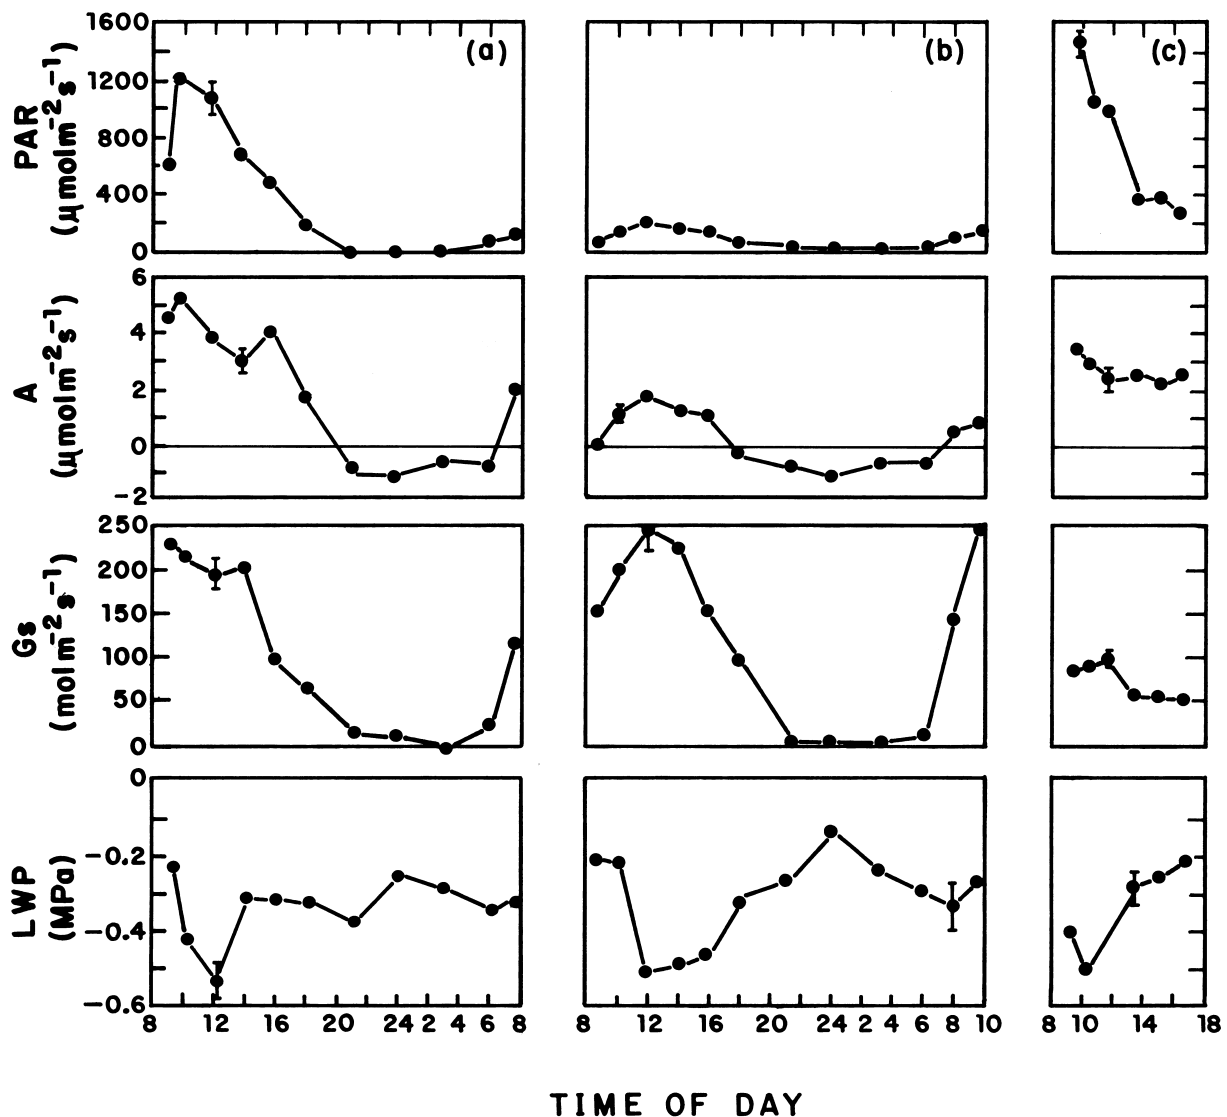 1600
1200
800
400
0
PAR
(μmolm⁻²s⁻¹)
(a)
(b)
(c)
6
4
2
0
−2
A
(μmolm⁻²s⁻¹)
250
200
150
100
50
0
Gs
(molm⁻²s⁻¹)
0
−0.2
−0.4
−0.6
LWP
(MPa)
8 12 16 20 24 2 4 6 8
8 12 16 20 24 2 4 6 8 10
8 10 14 18
TIME OF DAY